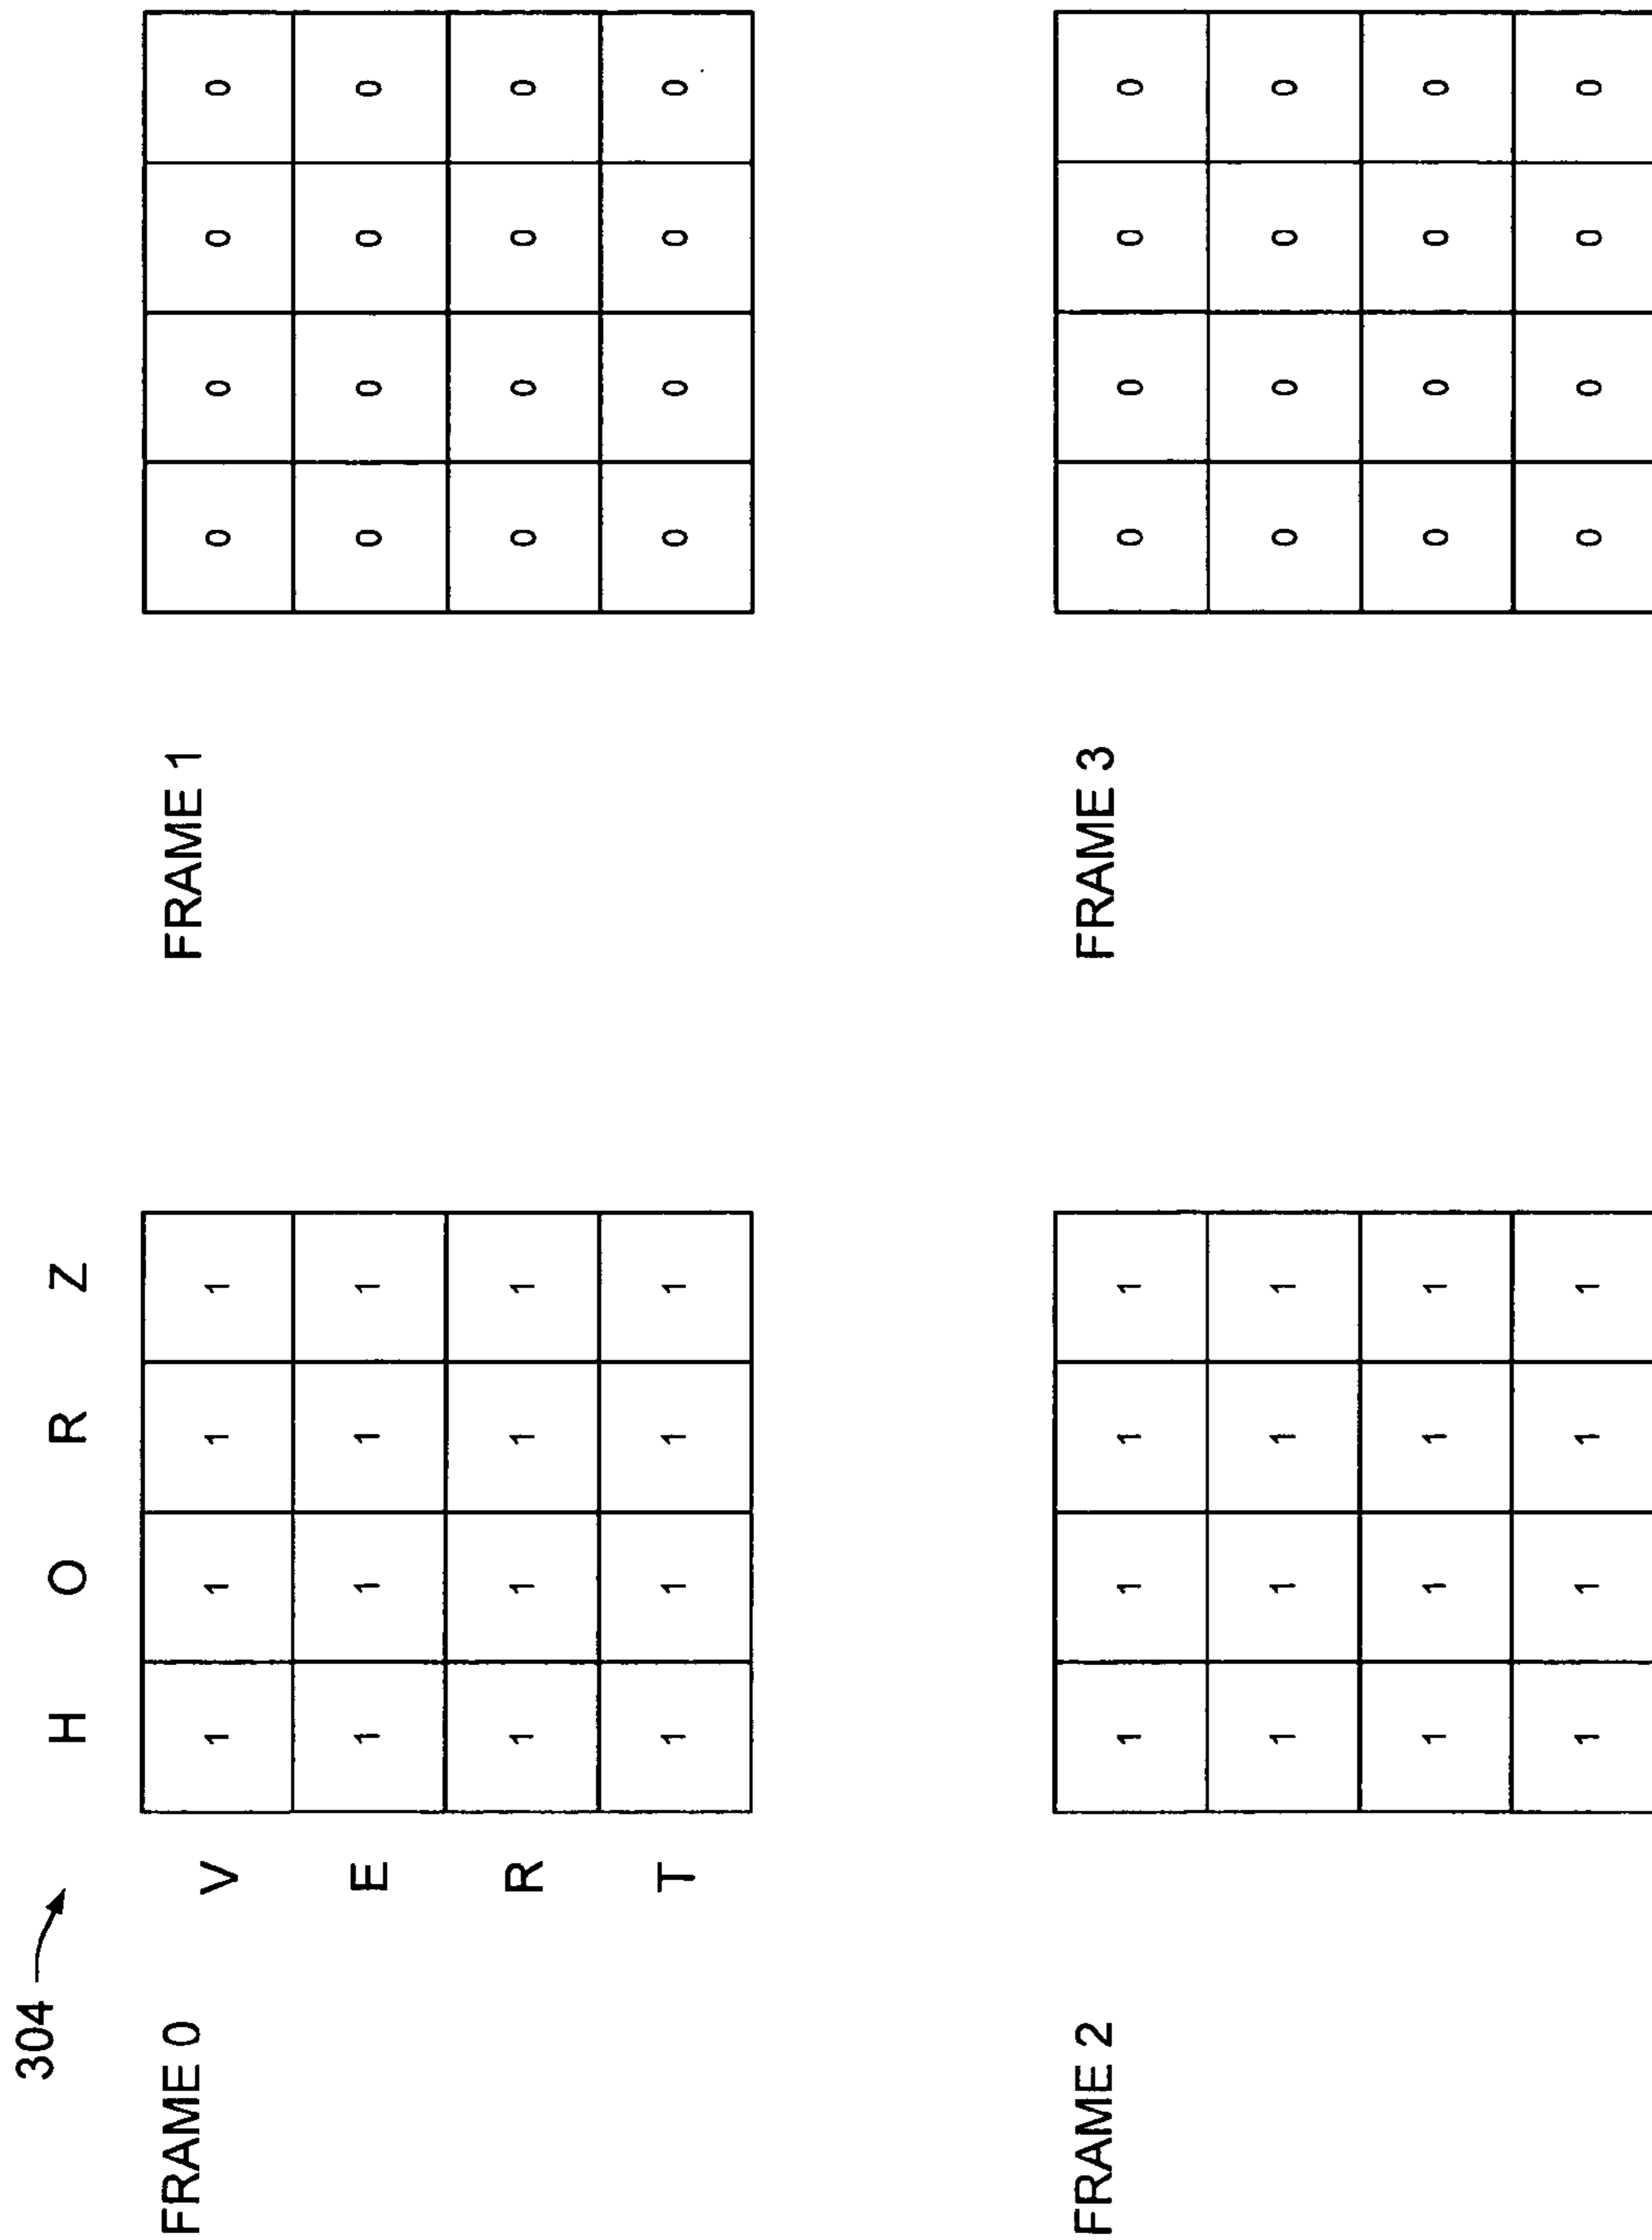 304
H O R Z
FRAME 0
FRAME 1
V 1 1 1 1 0 0 0 0
E 1 1 1 1 0 0 0 0
R 1 1 1 1 0 0 0 0
T 1 1 1 1 0 0 0 0
FRAME 2
FRAME 3
1 1 1 1 0 0 0 0
1 1 1 1 0 0 0 0
1 1 1 1 0 0 0 0
1 1 1 1 0 0 0 0